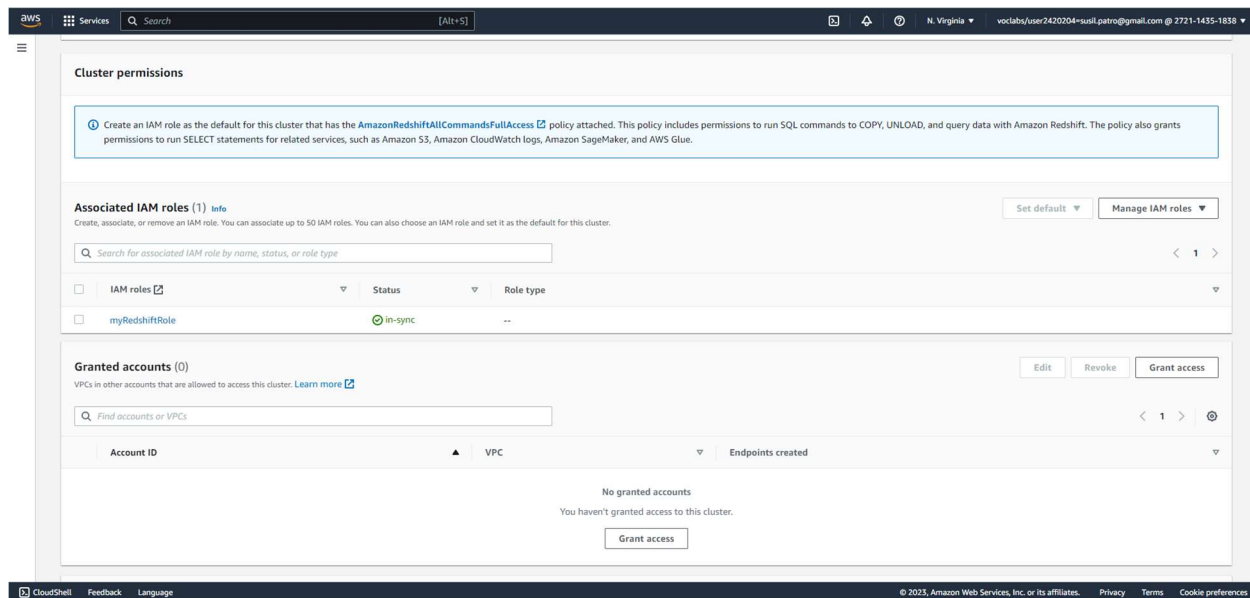 aws Services Search [Alt+S] N. Virginia voclabs/user2420204=susil.patro@gmail.com @ 2721-1435-1838
Cluster permissions
Create an IAM role as the default for this cluster that has the AmazonRedshiftAllCommandsFullAccess policy attached. This policy includes permissions to run SQL commands to COPY, UNLOAD, and query data with Amazon Redshift. The policy also grants
permissions to run SELECT statements for related services, such as Amazon S3, Amazon CloudWatch logs, Amazon SageMaker, and AWS Glue.
Associated IAM roles (1) Info
Set default Manage IAM roles
Create, associate, or remove an IAM role. You can associate up to 50 IAM roles. You can also choose an IAM role and set it as the default for this cluster.
Search for associated IAM role by name, status, or role type
1
IAM roles Status Role type
myRedshiftRole in-sync --
Granted accounts (0)
Edit Revoke Grant access
VPCs in other accounts that are allowed to access this cluster. Learn more
Find accounts or VPCs
1
Account ID VPC Endpoints created
No granted accounts
You haven't granted access to this cluster.
Grant access
CloudShell Feedback Language © 2023, Amazon Web Services, Inc. or its affiliates. Privacy Terms Cookie preferences